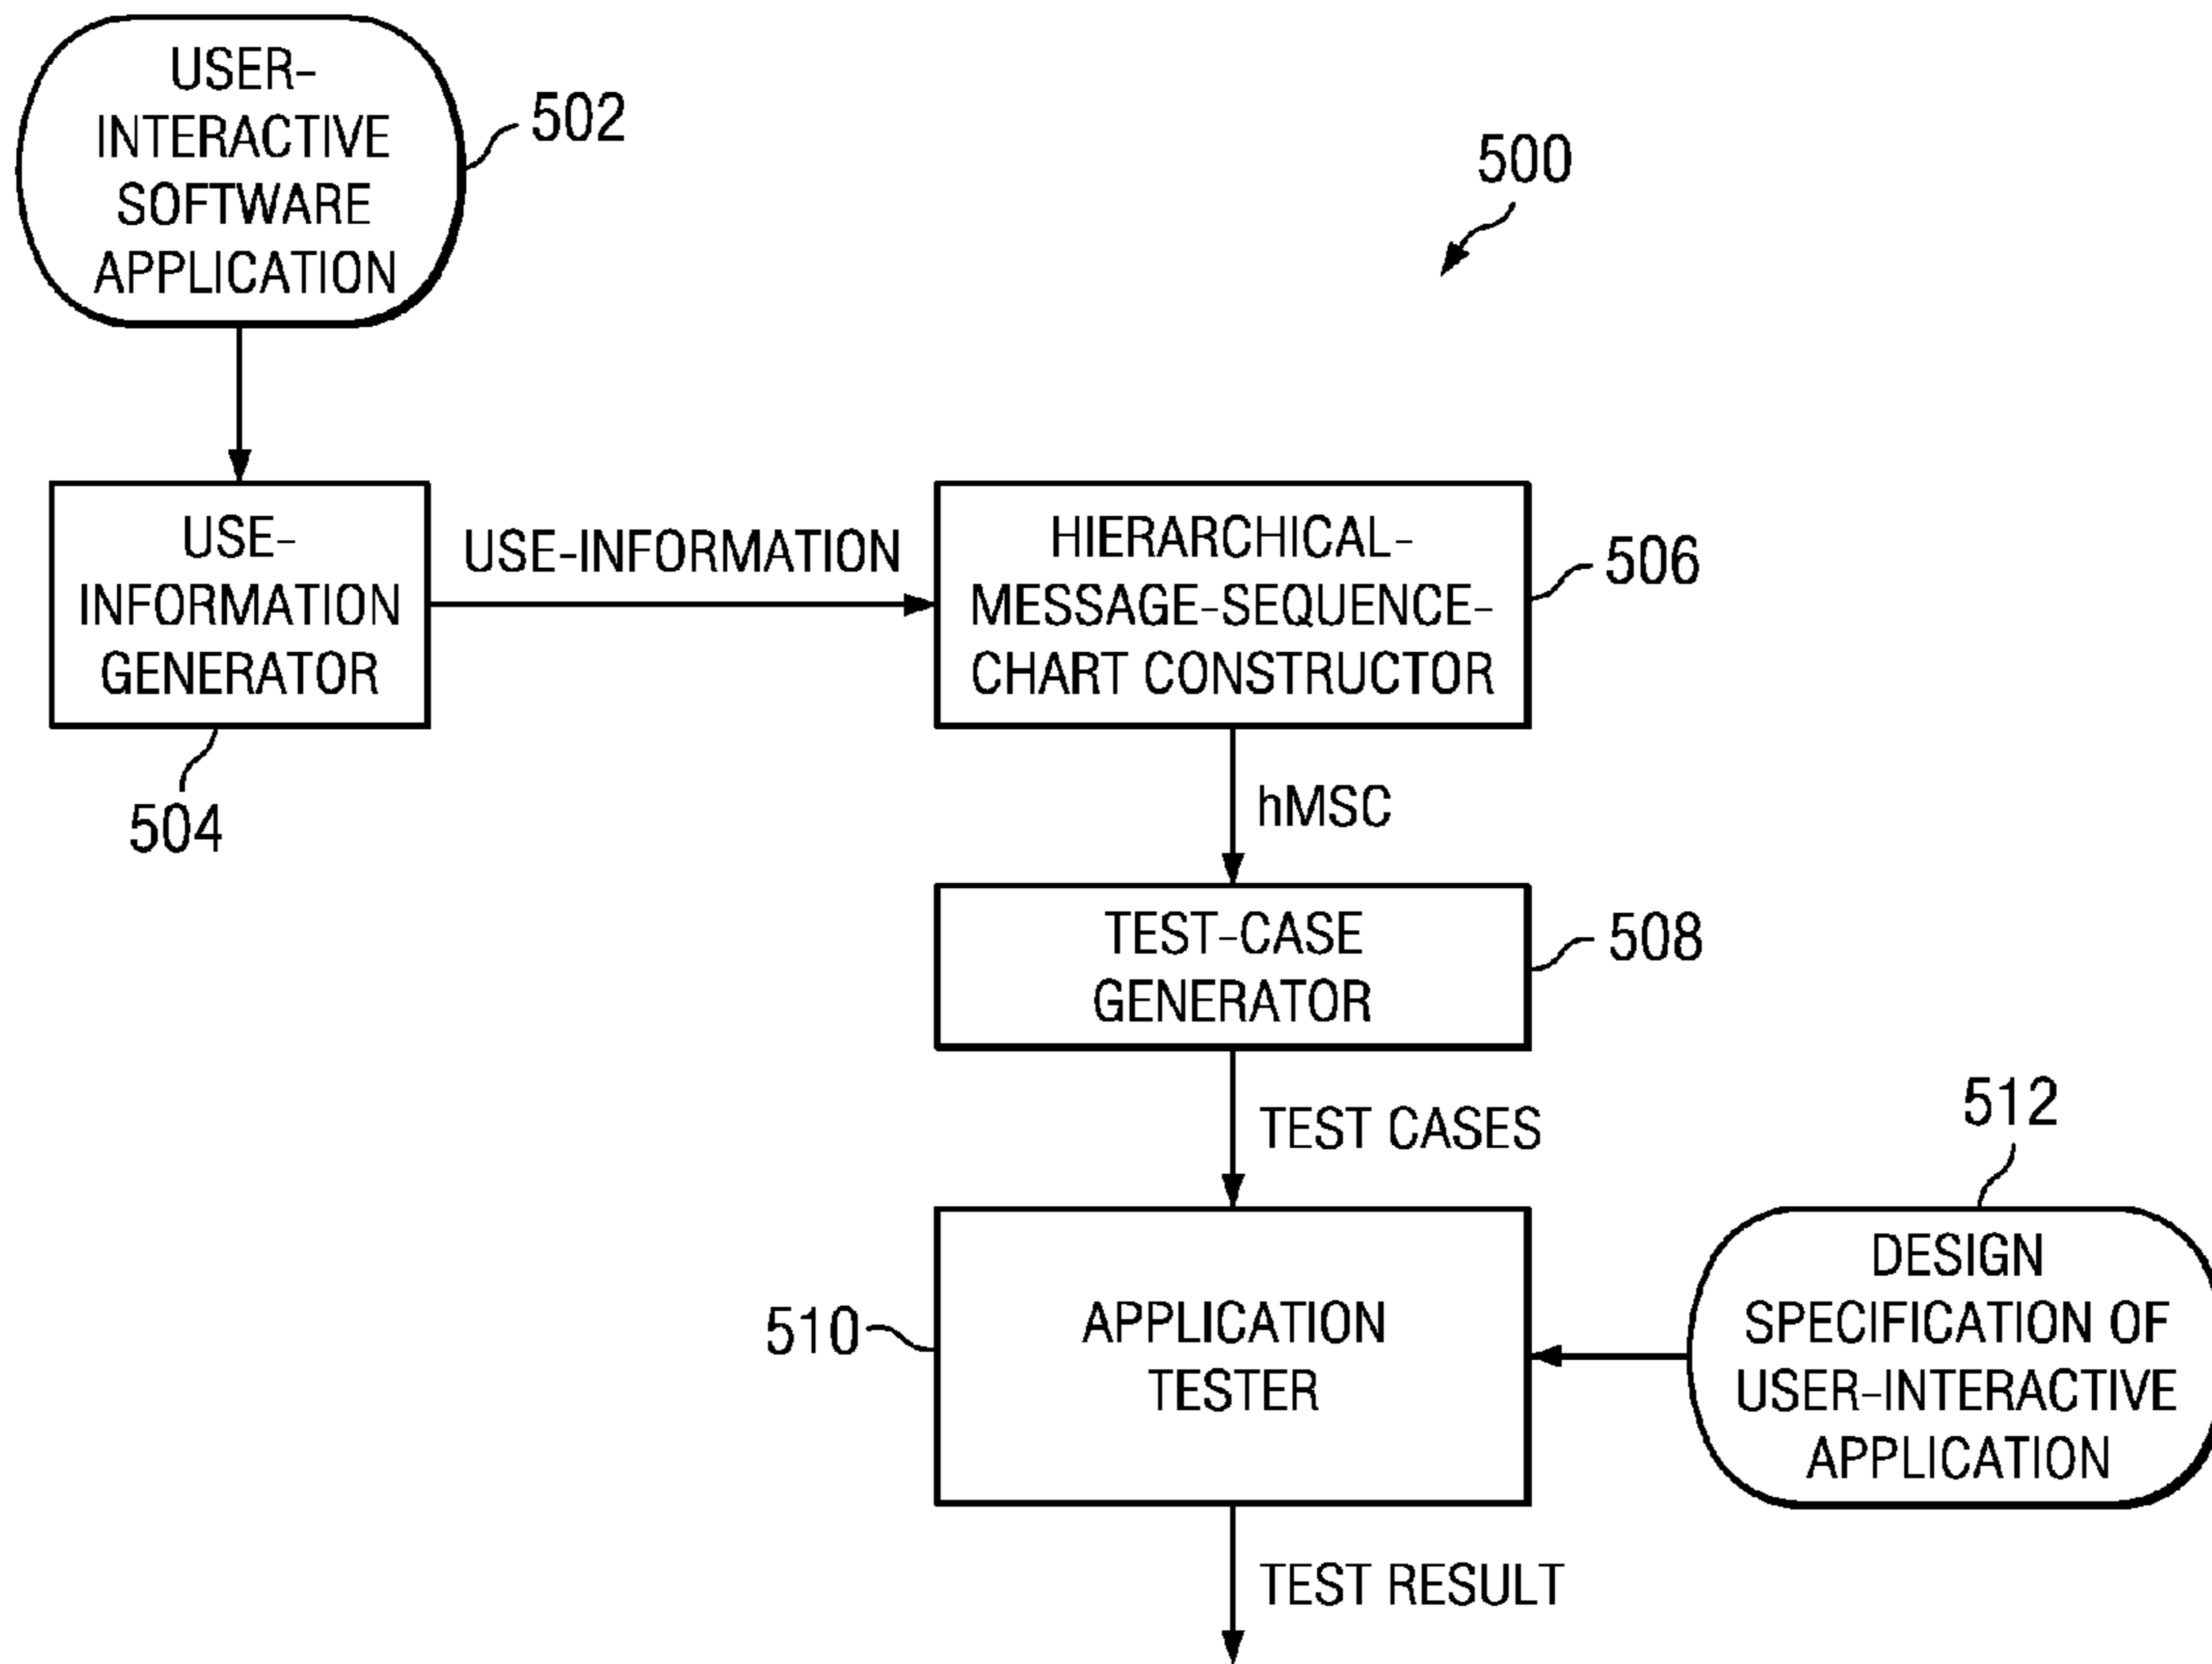 USER-
INTERACTIVE
SOFTWARE
APPLICATION
502
500
USE-
INFORMATION
GENERATOR
504
USE-INFORMATION
HIERARCHICAL-
MESSAGE-SEQUENCE-
CHART CONSTRUCTOR
506
hMSC
TEST-CASE
GENERATOR
508
TEST CASES
512
510
APPLICATION
TESTER
DESIGN
SPECIFICATION OF
USER-INTERACTIVE
APPLICATION
TEST RESULT